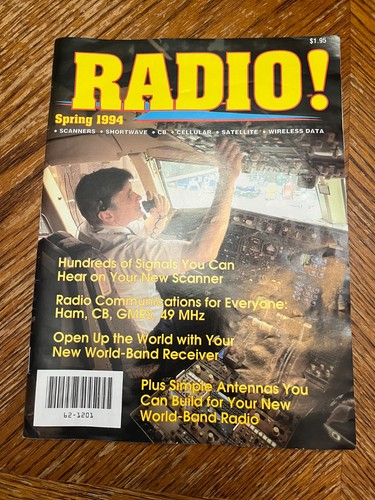 $1.95
RADIO!
Spring 1994
• SCANNERS • SHORTWAVE • CB • CELLULAR • SATELLITE • WIRELESS DATA
Hundreds of Signals You Can
Hear on Your New Scanner
Radio Communications for Everyone:
Ham, CB, GMRS, 49 MHz
Open Up the World with Your
New World-Band Receiver
Plus Simple Antennas You
Can Build for Your New
World-Band Radio
62-1201